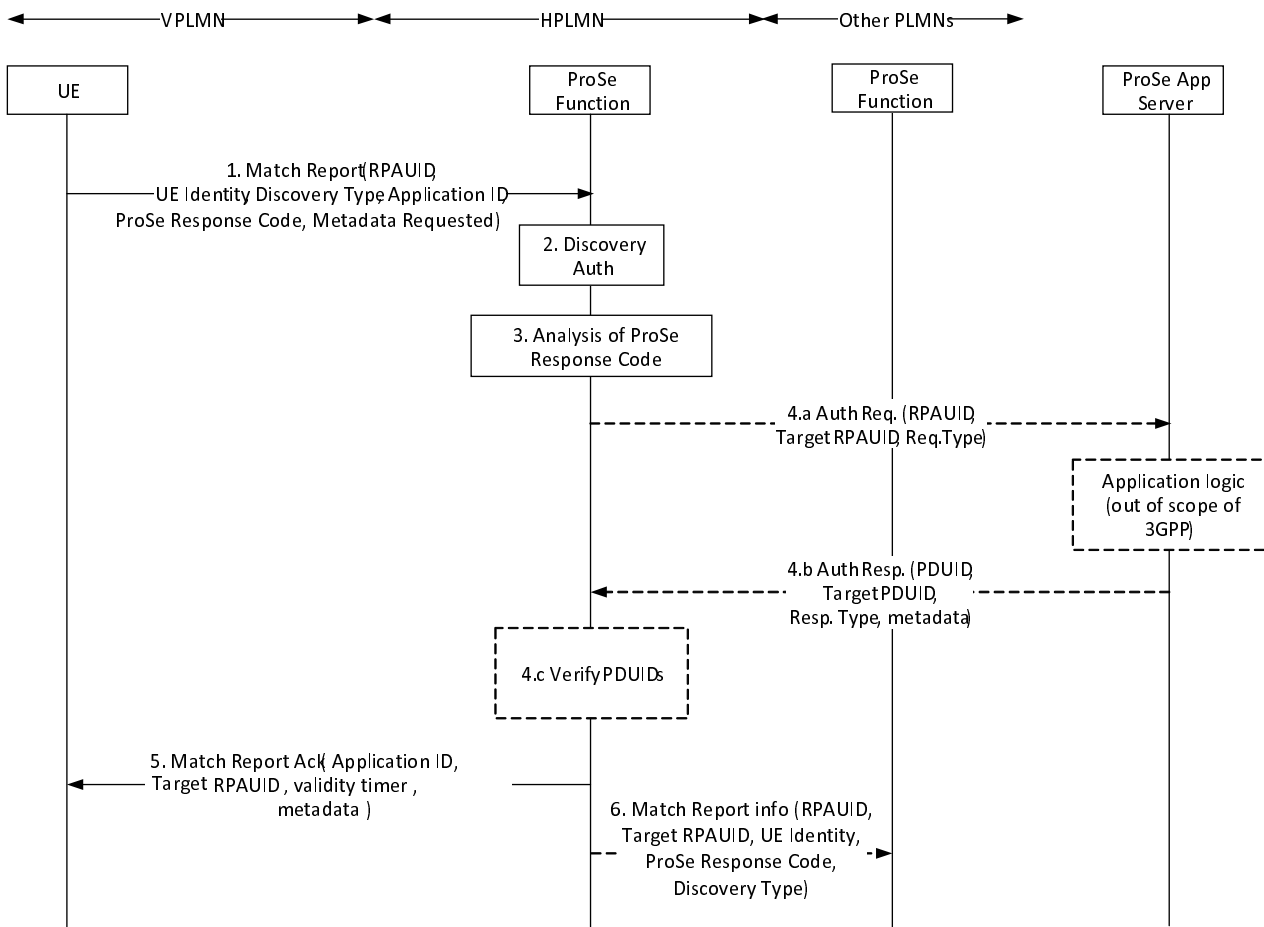 VPLMN
HPLMN
Other PLMNs
UE
ProSe
Function
ProSe
Function
ProSe App
Server
1. Match Report(RPAUID,
UE Identity, Discovery Type, Application ID,
ProSe Response Code, Metadata Requested)
2. Discovery
Auth
3. Analysis of ProSe
Response Code
4.a Auth Req. (RPAUID,
Target RPAUID, Req.Type)
Application logic
(out of scope of
3GPP)
4.b Auth Resp. (PDUID,
Target PDUID,
Resp. Type, metadata)
4.c Verify PDUIDs
5. Match Report Ack( Application ID,
Target RPAUID , validity timer ,
metadata )
6. Match Report info (RPAUID,
Target RPAUID, UE Identity,
ProSe Response Code,
Discovery Type)